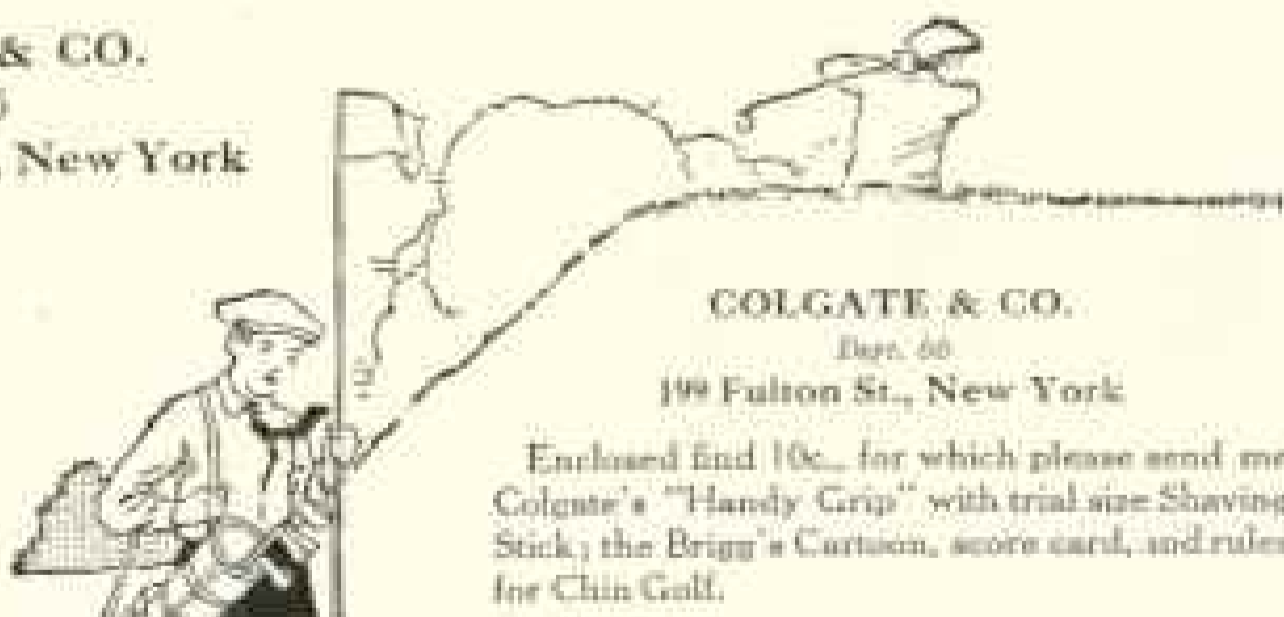 & CO.
New York
COLGATE & CO.
Dept. 66
199 Fulton St., New York
Enclosed find 10c., for which please send me
Colgate's "Handy Grip" with trial size Shaving
Stick; the Brigg's Cartoon, score card, and rules
for Chin Golf.